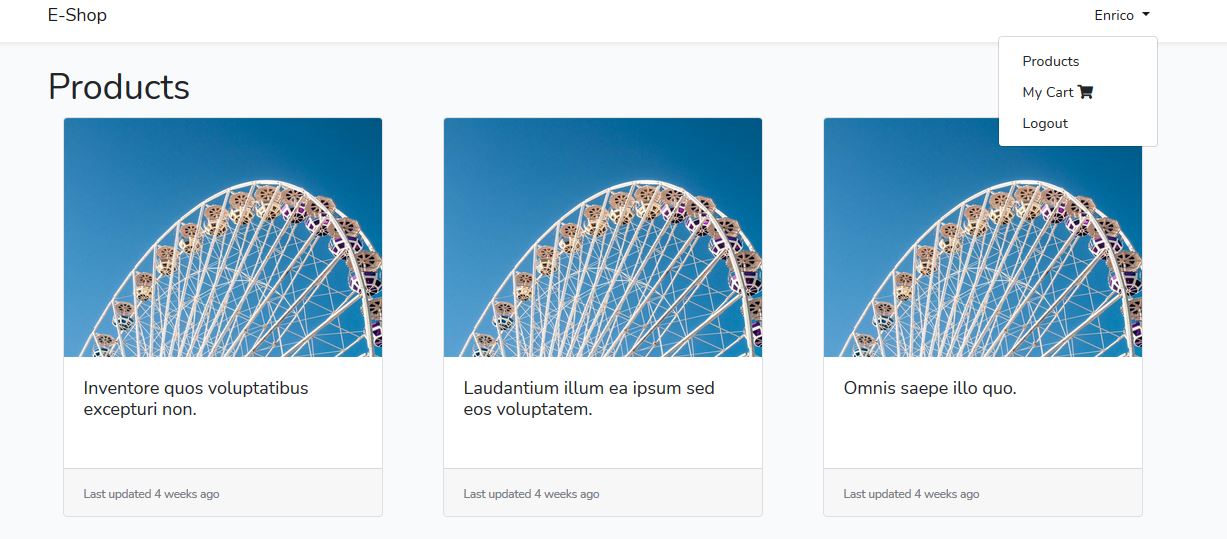 E-Shop
Enrico
Products
My Cart
Logout
Products
Inventore quos voluptatibus
excepturi non.
Last updated 4 weeks ago
Laudantium illum ea ipsum sed
eos voluptatem.
Last updated 4 weeks ago
Omnis saepe illo quo.
Last updated 4 weeks ago